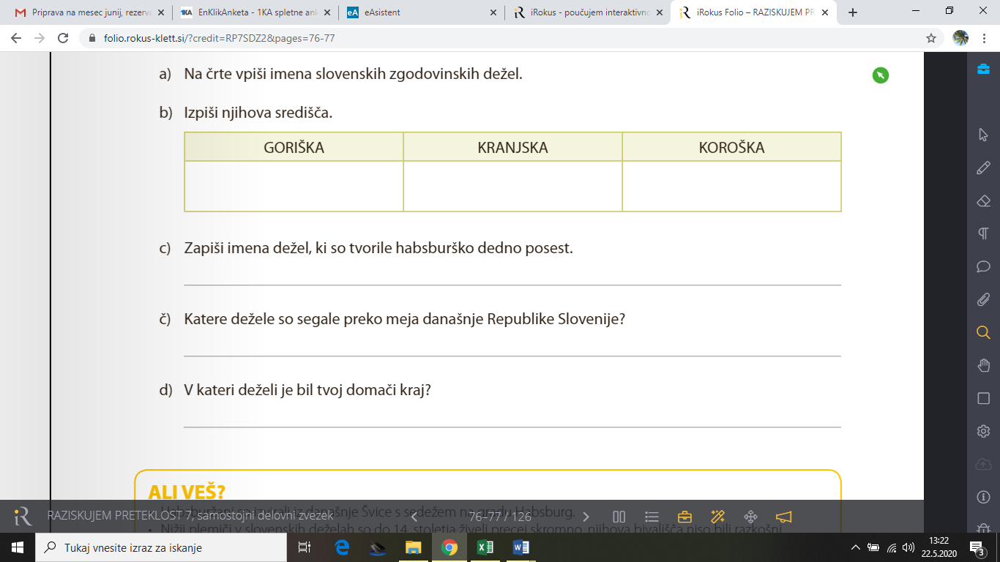 Priprava na mesec junij, rezerva
EnKlikAnketa - 1KA spletne ank
eAsistent
iRokus - poučujem interaktivno
iRokus Folio – RAZISKUJEM PR
folio.rokus-klett.si/?credit=RP7SDZ2&pages=76-77
a) Na črte vpiši imena slovenskih zgodovinskih dežel.
b) Izpiši njihova središča.
GORIŠKA KRANJSKA KOROŠKA
c) Zapiši imena dežel, ki so tvorile habsburško dedno posest.
č) Katere dežele so segale preko meja današnje Republike Slovenije?
d) V kateri deželi je bil tvoj domači kraj?
ALI VEŠ?
• Habsburžani so izvirali iz današnje Švice s sedežem na gradu Habsburg.
RAZISKUJEM PRETEKLOST 7, samostojni delovni zvezek
76–77 / 126
• Nižji plemiči v slovenskih deželah so do 14. stoletja živeli precej skromno, njihova bivališča niso bili razkošni
Tukaj vnesite izraz za iskanje
13:22
22.5.2020
3